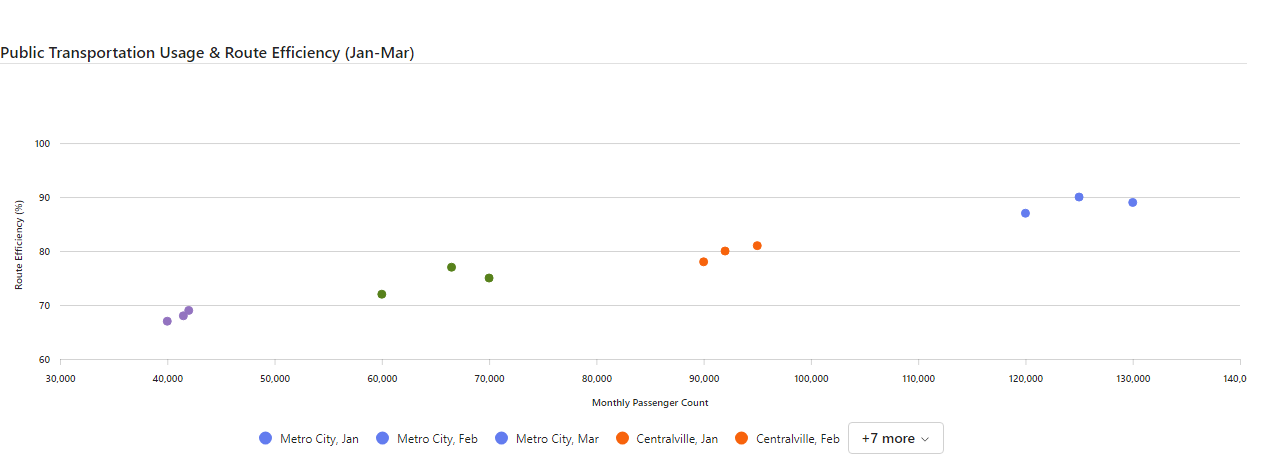 Public Transportation Usage & Route Efficiency (Jan-Mar)
100
90
80
70
60
Route Efficiency (%)
30,000 40,000 50,000 60,000 70,000 80,000 90,000 100,000 110,000 120,000 130,000 140,0
Monthly Passenger Count
Metro City, Jan Metro City, Feb Metro City, Mar Centralville, Jan Centralville, Feb +7 more